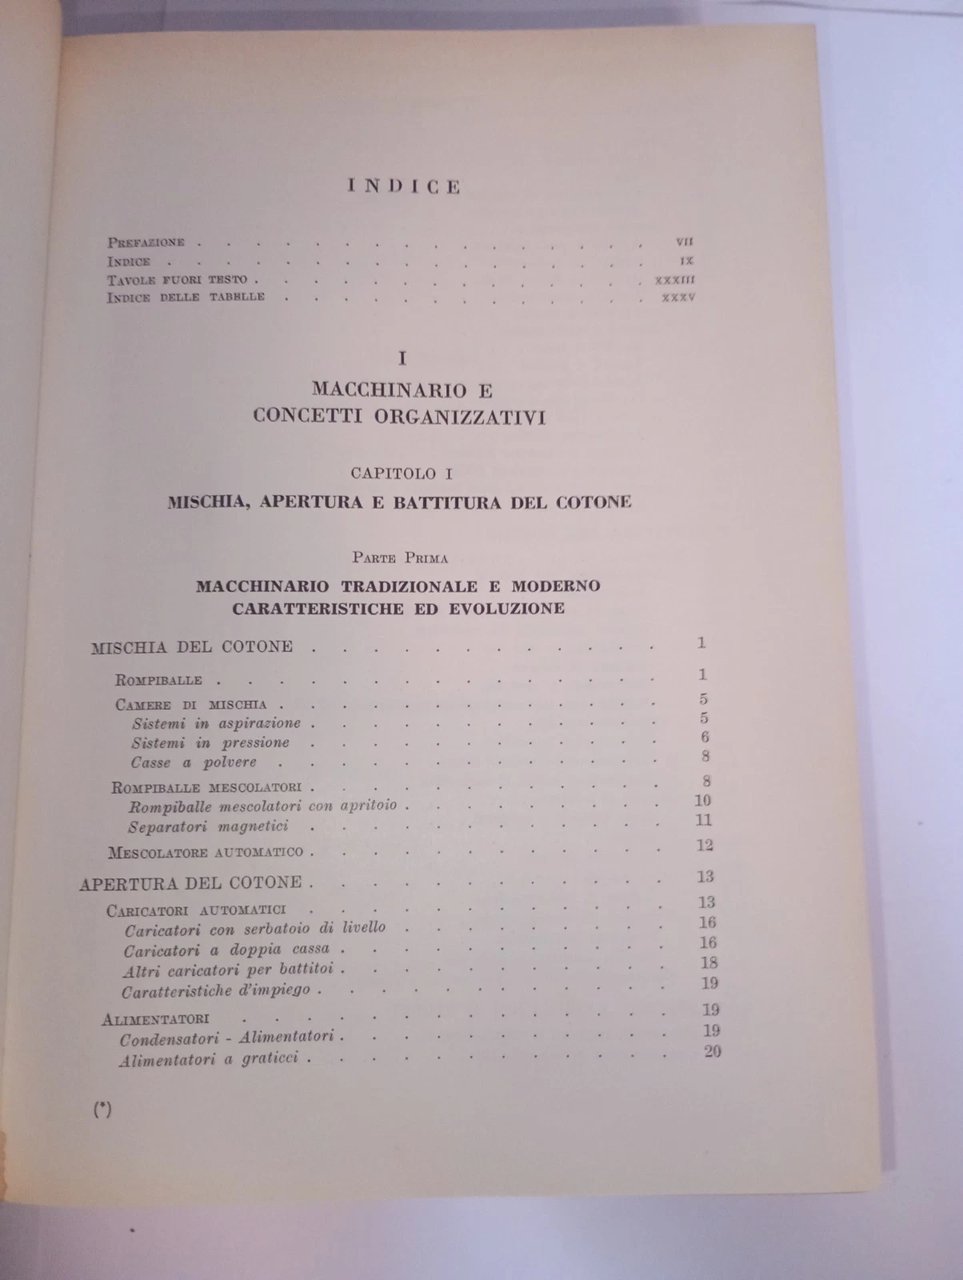 INDICE
PREFAZIONE . . . . . . . . . . . . . . . . VII
INDICE . . . . . . . . . . . . . . . . . IX
TAVOLE FUORI TESTO . . . . . . . . . . . . . . XXXIII
INDICE DELLE TABELLE . . . . . . . . . . . . . XXXV
I
MACCHINARIO E
CONCETTI ORGANIZZATIVI
CAPITOLO I
MISCHIA, APERTURA E BATTITURA DEL COTONE
PARTE PRIMA
MACCHINARIO TRADIZIONALE E MODERNO
CARATTERISTICHE ED EVOLUZIONE
MISCHIA DEL COTONE . . . . . . . . . . . . 1
ROMPIBALLE . . . . . . . . . . . . . . . 1
CAMERE DI MISCHIA . . . . . . . . . . . . . 5
Sistemi in aspirazione . . . . . . . . . . . . 5
Sistemi in pressione . . . . . . . . . . . . 6
Casse a polvere . . . . . . . . . . . . . 8
ROMPIBALLE MESCOLATORI . . . . . . . . . . . . 8
Rompiballe mescolatori con apritoio . . . . . . . . . 10
Separatori magnetici . . . . . . . . . . . . 11
MESCOLATORE AUTOMATICO . . . . . . . . . . . . 12
APERTURA DEL COTONE . . . . . . . . . . . . 13
CARICATORI AUTOMATICI . . . . . . . . . . . . 13
Caricatori con serbatoio di livello . . . . . . . . . 16
Caricatori a doppia cassa . . . . . . . . . . . 16
Altri caricatori per battitoi . . . . . . . . . . . 18
Caratteristiche d'impiego . . . . . . . . . . . . 19
ALIMENTATORI . . . . . . . . . . . . . . 19
Condensatori - Alimentatori . . . . . . . . . . . 19
Alimentatori a graticci . . . . . . . . . . . . 20
(*)